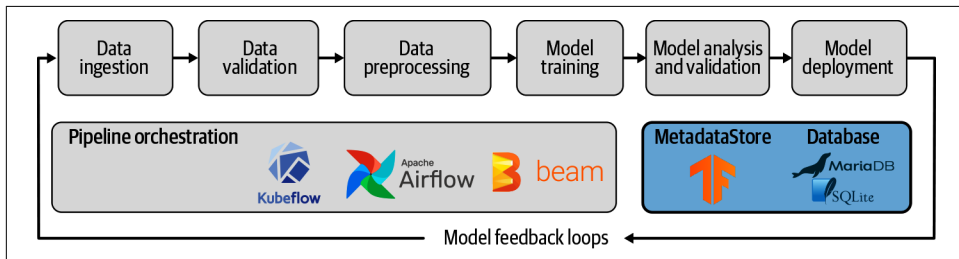 Data
ingestion
Data
validation
Data
preprocessing
Model
training
Model analysis
and validation
Model
deployment
Pipeline orchestration
Kubeflow
Apache
Airflow
beam
MetadataStore
Database
MariaDB
SQLite
Model feedback loops